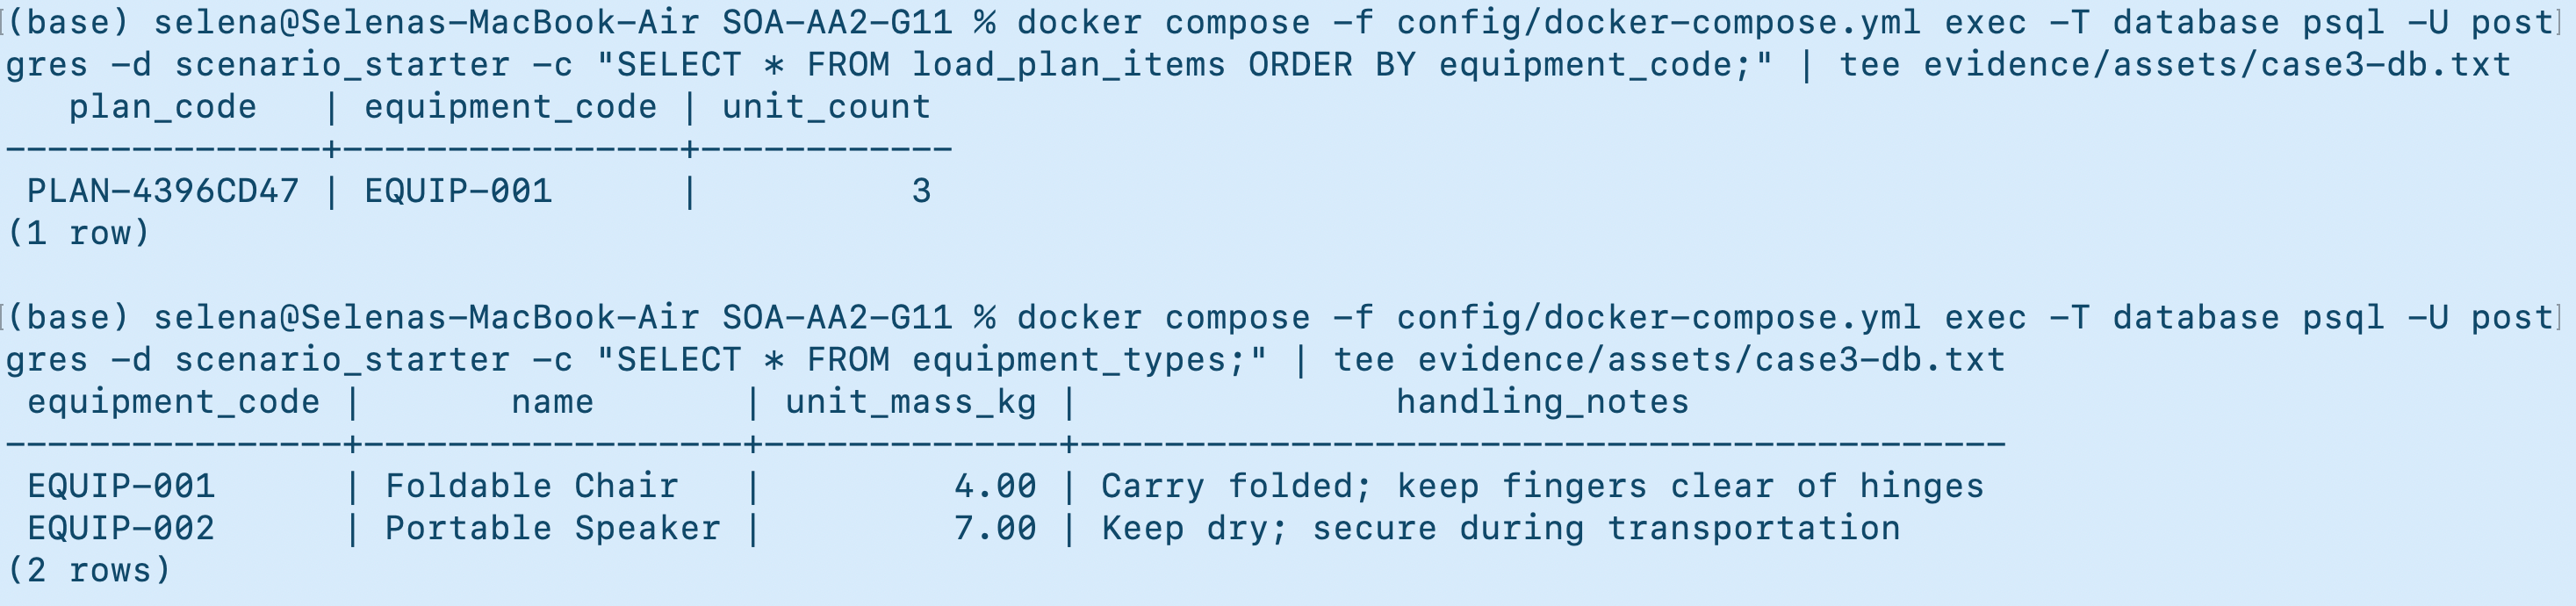 (base) selena@Selenas-MacBook-Air SOA-AA2-G11 % docker compose -f config/docker-compose.yml exec -T database psql -U post
gres -d scenario_starter -c "SELECT * FROM load_plan_items ORDER BY equipment_code;" | tee evidence/assets/case3-db.txt
   plan_code   | equipment_code | unit_count
---------------+----------------+------------
 PLAN-4396CD47 | EQUIP-001      |          3
(1 row)

(base) selena@Selenas-MacBook-Air SOA-AA2-G11 % docker compose -f config/docker-compose.yml exec -T database psql -U post
gres -d scenario_starter -c "SELECT * FROM equipment_types;" | tee evidence/assets/case3-db.txt
 equipment_code |       name       | unit_mass_kg |               handling_notes
----------------+------------------+--------------+--------------------------------------------
 EQUIP-001      | Foldable Chair   |         4.00 | Carry folded; keep fingers clear of hinges
 EQUIP-002      | Portable Speaker |         7.00 | Keep dry; secure during transportation
(2 rows)